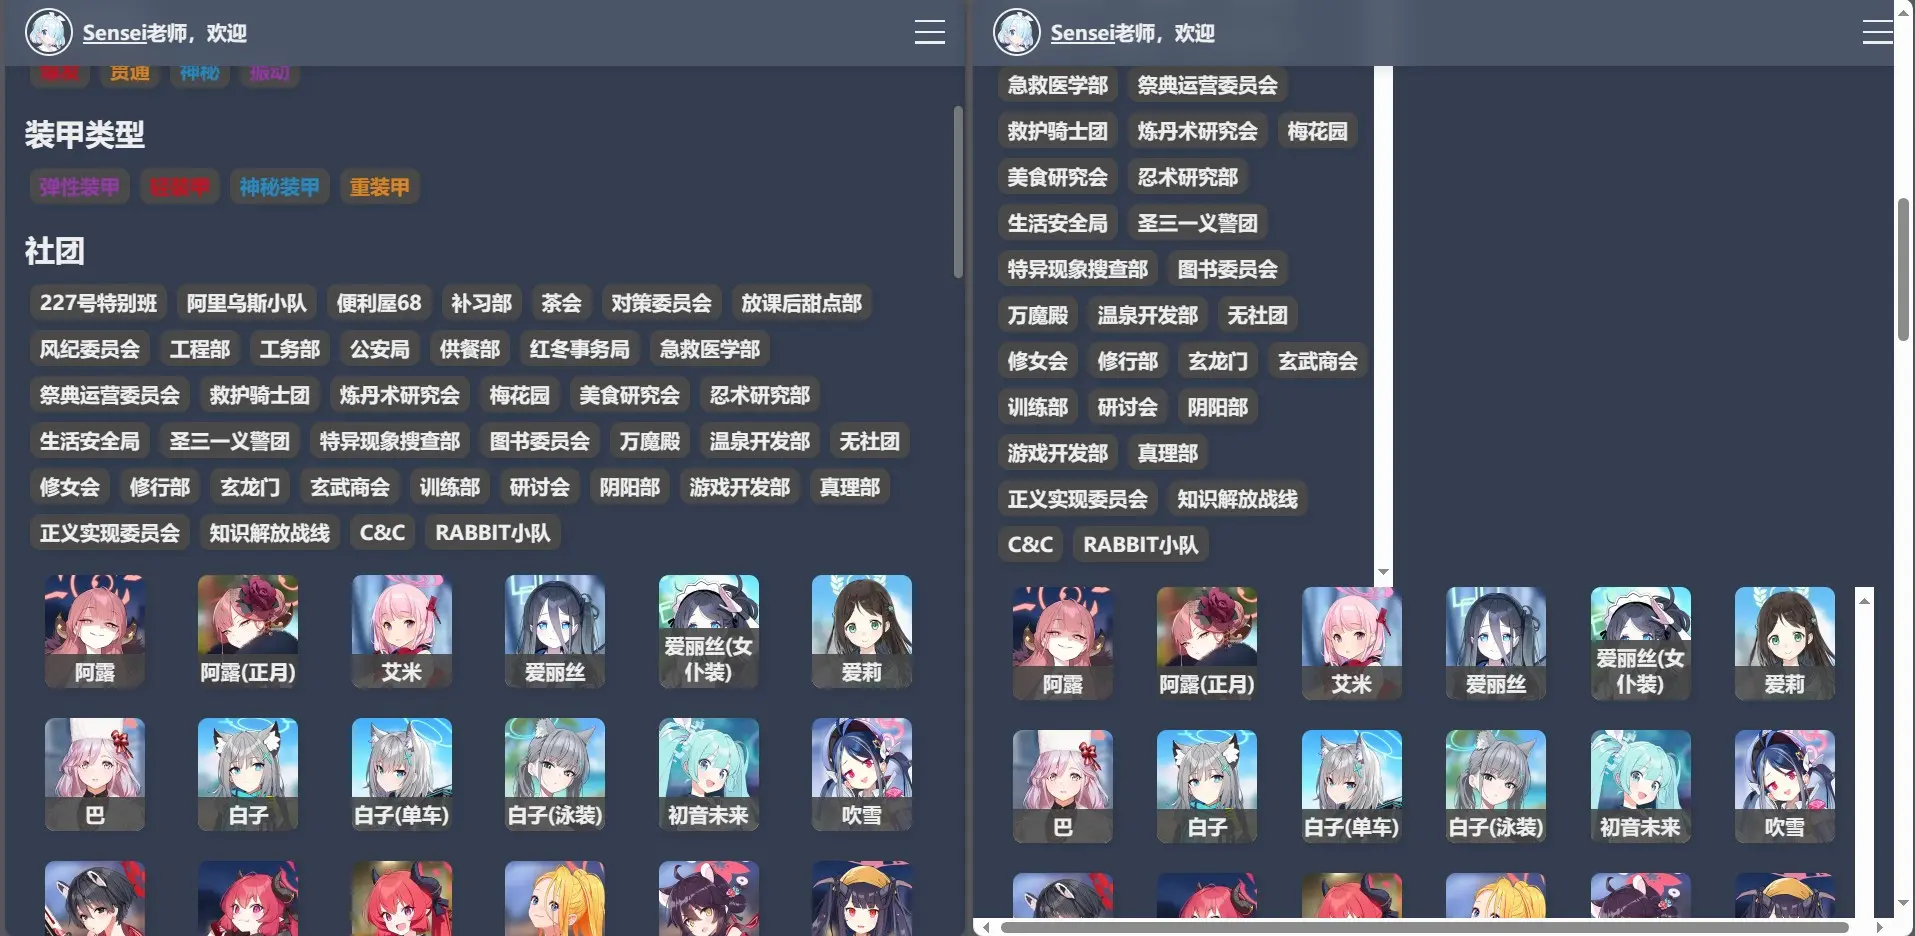 Sensei老师，欢迎
爆发 贯通 神秘 振动
装甲类型
弹性装甲 轻装甲 神秘装甲 重装甲
社团
227号特别班 阿里乌斯小队 便利屋68 补习部 茶会 对策委员会 放课后甜点部
风纪委员会 工程部 工务部 公安局 供餐部 红冬事务局 急救医学部
祭典运营委员会 救护骑士团 炼丹术研究会 梅花园 美食研究会 忍术研究部
生活安全局 圣三一义警团 特异现象搜查部 图书委员会 万魔殿 温泉开发部 无社团
修女会 修行部 玄龙门 玄武商会 训练部 研讨会 阴阳部 游戏开发部 真理部
正义实现委员会 知识解放战线 C&C RABBIT小队
阿露 阿露(正月) 艾米 爱丽丝 爱丽丝(女
仆装) 爱莉
巴 白子 白子(单车) 白子(泳装) 初音未来 吹雪
Sensei老师，欢迎
急救医学部 祭典运营委员会
救护骑士团 炼丹术研究会 梅花园
美食研究会 忍术研究部
生活安全局 圣三一义警团
特异现象搜查部 图书委员会
万魔殿 温泉开发部 无社团
修女会 修行部 玄龙门 玄武商会
训练部 研讨会 阴阳部
游戏开发部 真理部
正义实现委员会 知识解放战线
C&C RABBIT小队
阿露 阿露(正月) 艾米 爱丽丝 爱丽丝(女
仆装) 爱莉
巴 白子 白子(单车) 白子(泳装) 初音未来 吹雪